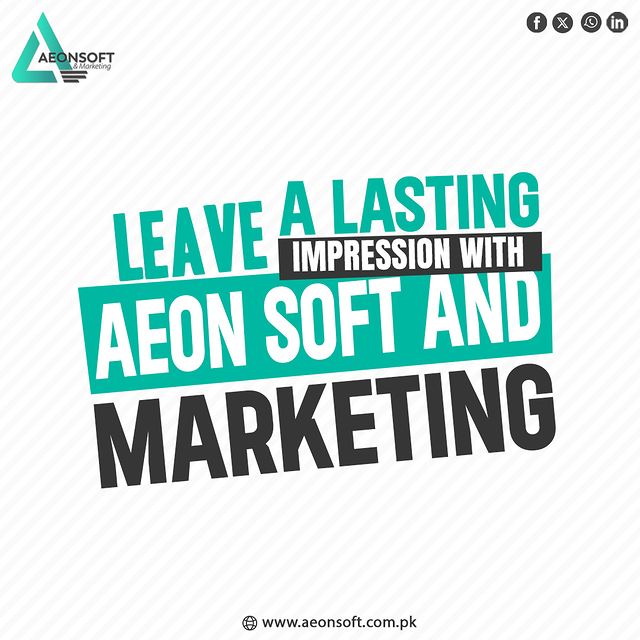 AEONSOFT
& Marketing
LEAVE A LASTING
IMPRESSION WITH
AEON SOFT AND
MARKETING
www.aeonsoft.com.pk